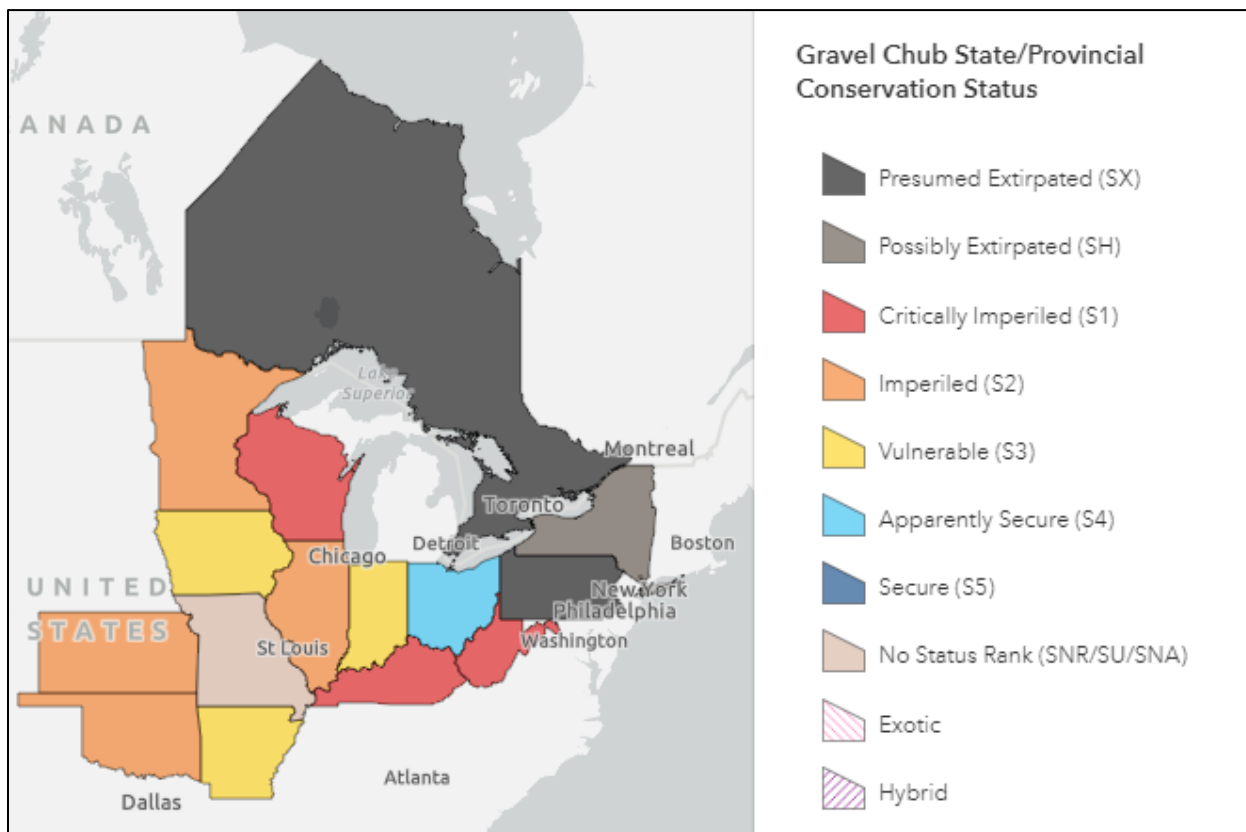 ANADA
Lake
Superior
Montreal
Toronto
Chicago
Detroit
Boston
UNITED
STATES
New York
Philadelphia
Washington
St Louis
Atlanta
Dallas
Gravel Chub State/Provincial
Conservation Status
Presumed Extirpated (SX)
Possibly Extirpated (SH)
Critically Imperiled (S1)
Imperiled (S2)
Vulnerable (S3)
Apparently Secure (S4)
Secure (S5)
No Status Rank (SNR/SU/SNA)
Exotic
Hybrid